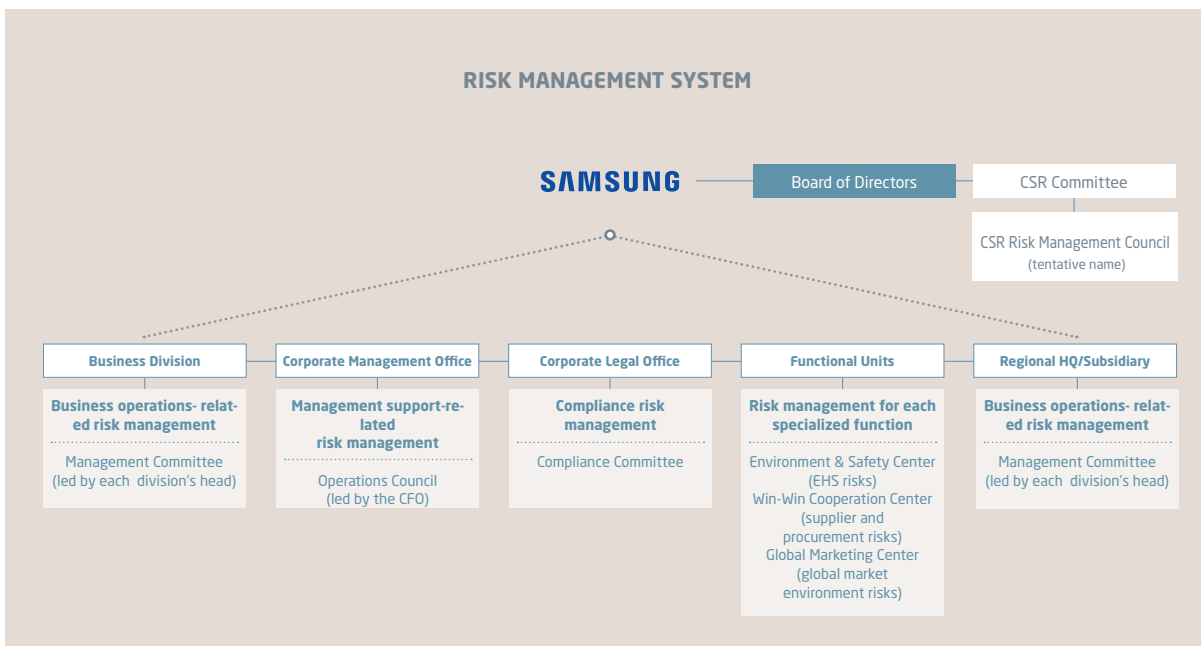 RISK MANAGEMENT SYSTEM
SAMSUNG
Board of Directors
CSR Committee
CSR Risk Management Council
(tentative name)
Business Division
Corporate Management Office
Corporate Legal Office
Functional Units
Regional HQ/Subsidiary
Business operations- relat-
ed risk management
Management Committee
(led by each division's head)
Management support-re-
lated
risk management
Operations Council
(led by the CFO)
Compliance risk
management
Compliance Committee
Risk management for each
specialized function
Environment & Safety Center
(EHS risks)
Win-Win Cooperation Center
(supplier and
procurement risks)
Global Marketing Center
(global market
environment risks)
Business operations- relat-
ed risk management
Management Committee
(led by each division's head)